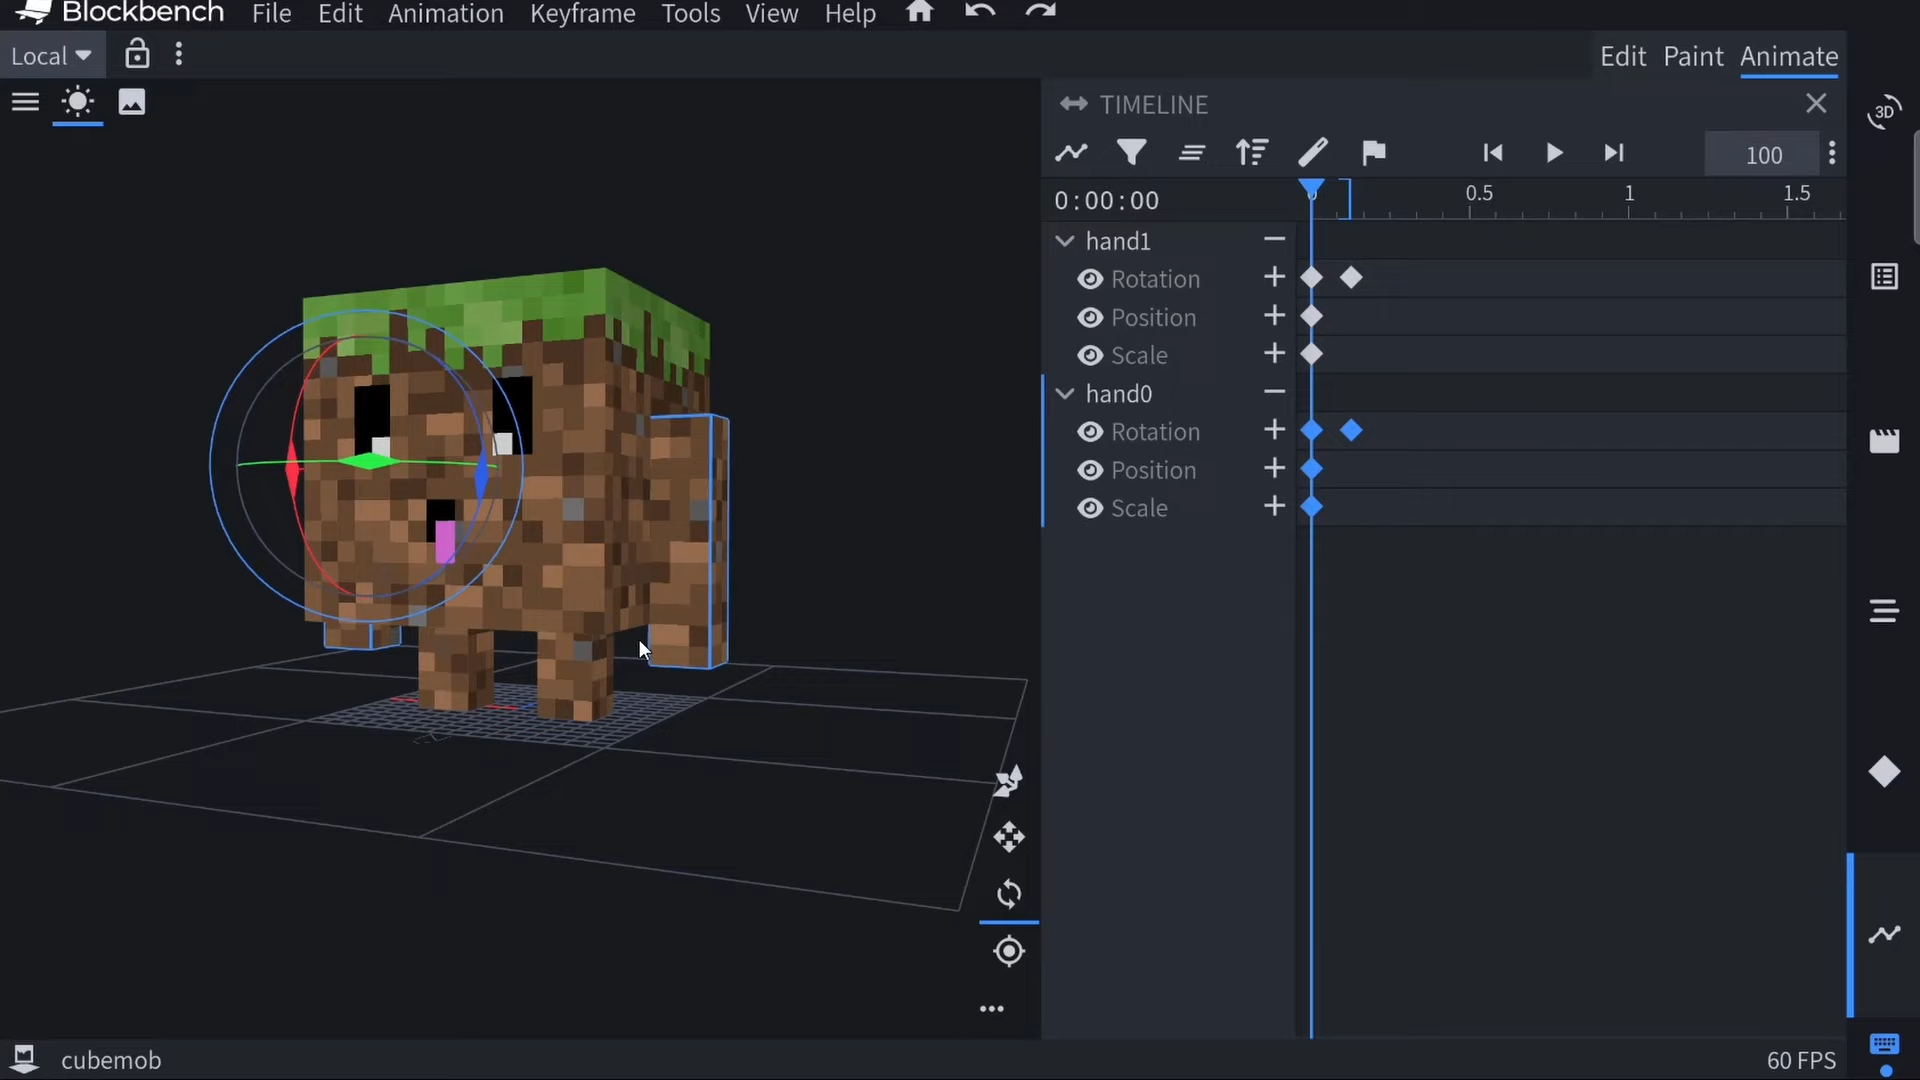 Blockbench File Edit Animation Keyframe Tools View Help
Local Edit Paint Animate
3D
TIMELINE
100
0:00:00 0 0.5 1 1.5
hand1
Rotation
Position
Scale
hand0
Rotation
Position
Scale
cubemob 60 FPS